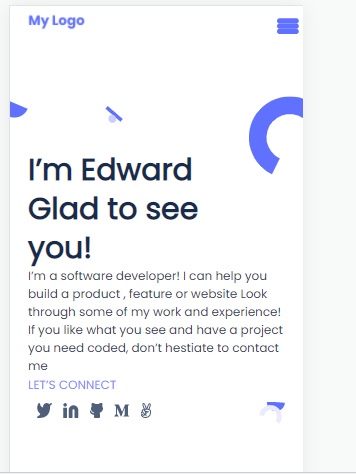 My Logo
I'm Edward
Glad to see
you!
I'm a software developer! I can help you
build a product , feature or website Look
through some of my work and experience!
If you like what you see and have a project
you need coded, don't hestiate to contact
me
LET'S CONNECT